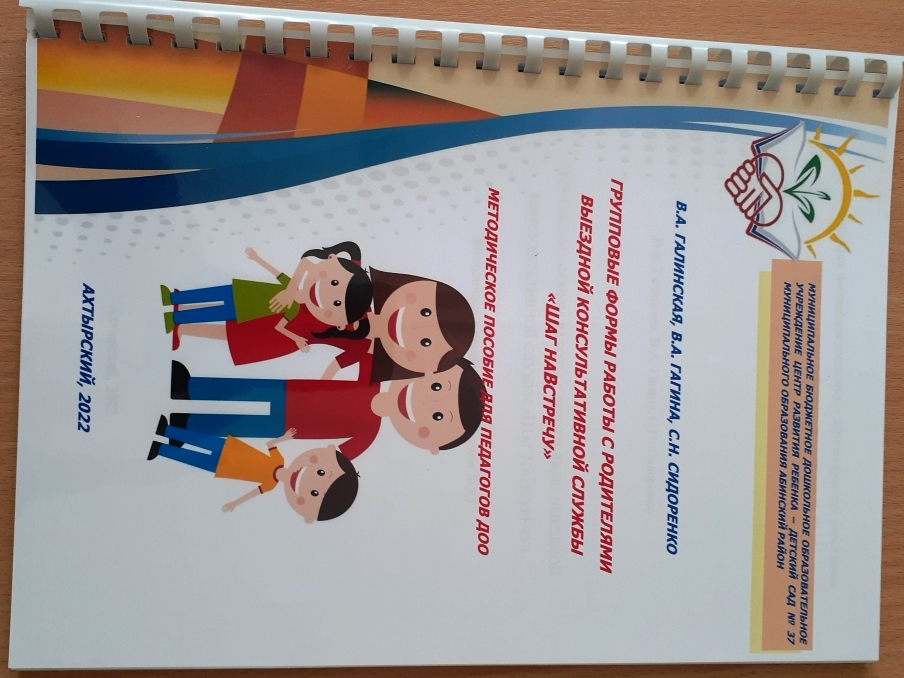 МУНИЦИПАЛЬНОЕ БЮДЖЕТНОЕ ДОШКОЛЬНОЕ ОБРАЗОВАТЕЛЬНОЕ
УЧРЕЖДЕНИЕ ЦЕНТР РАЗВИТИЯ РЕБЕНКА – ДЕТСКИЙ САД № 37
МУНИЦИПАЛЬНОГО ОБРАЗОВАНИЯ АБИНСКИЙ РАЙОН
В.А. ГАЛИНСКАЯ, В.А. ГАГИНА, С.Н. СИДОРЕНКО
ГРУППОВЫЕ ФОРМЫ РАБОТЫ С РОДИТЕЛЯМИ
ВЫЕЗДНОЙ КОНСУЛЬТАТИВНОЙ СЛУЖБЫ
«ШАГ НАВСТРЕЧУ»
МЕТОДИЧЕСКОЕ ПОСОБИЕ ДЛЯ ПЕДАГОГОВ ДОО
АХТЫРСКИЙ, 2022